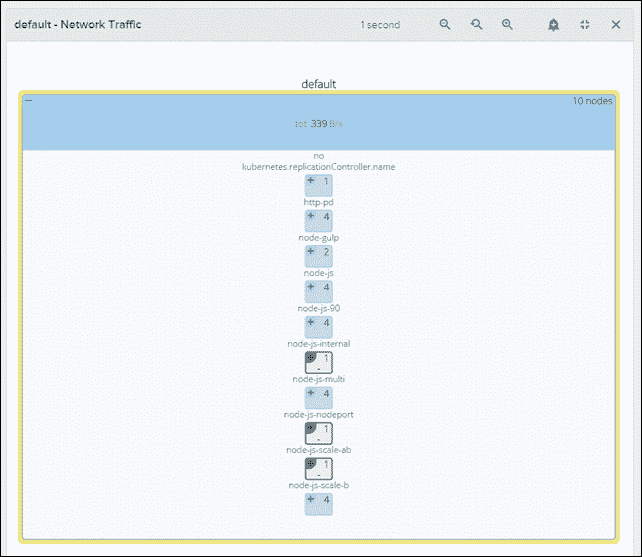 default - Network Traffic
1 second
default
10 nodes
tot 339 B/s
no
kubernetes.replicationController.name
+ 1
http-pd
+ 4
node-gulp
+ 2
node-js
+ 4
node-js-90
+ 4
node-js-internal
+ 1
-
node-js-multi
+ 4
node-js-nodeport
+ 1
-
node-js-scale-ab
+ 1
-
node-js-scale-b
+ 4